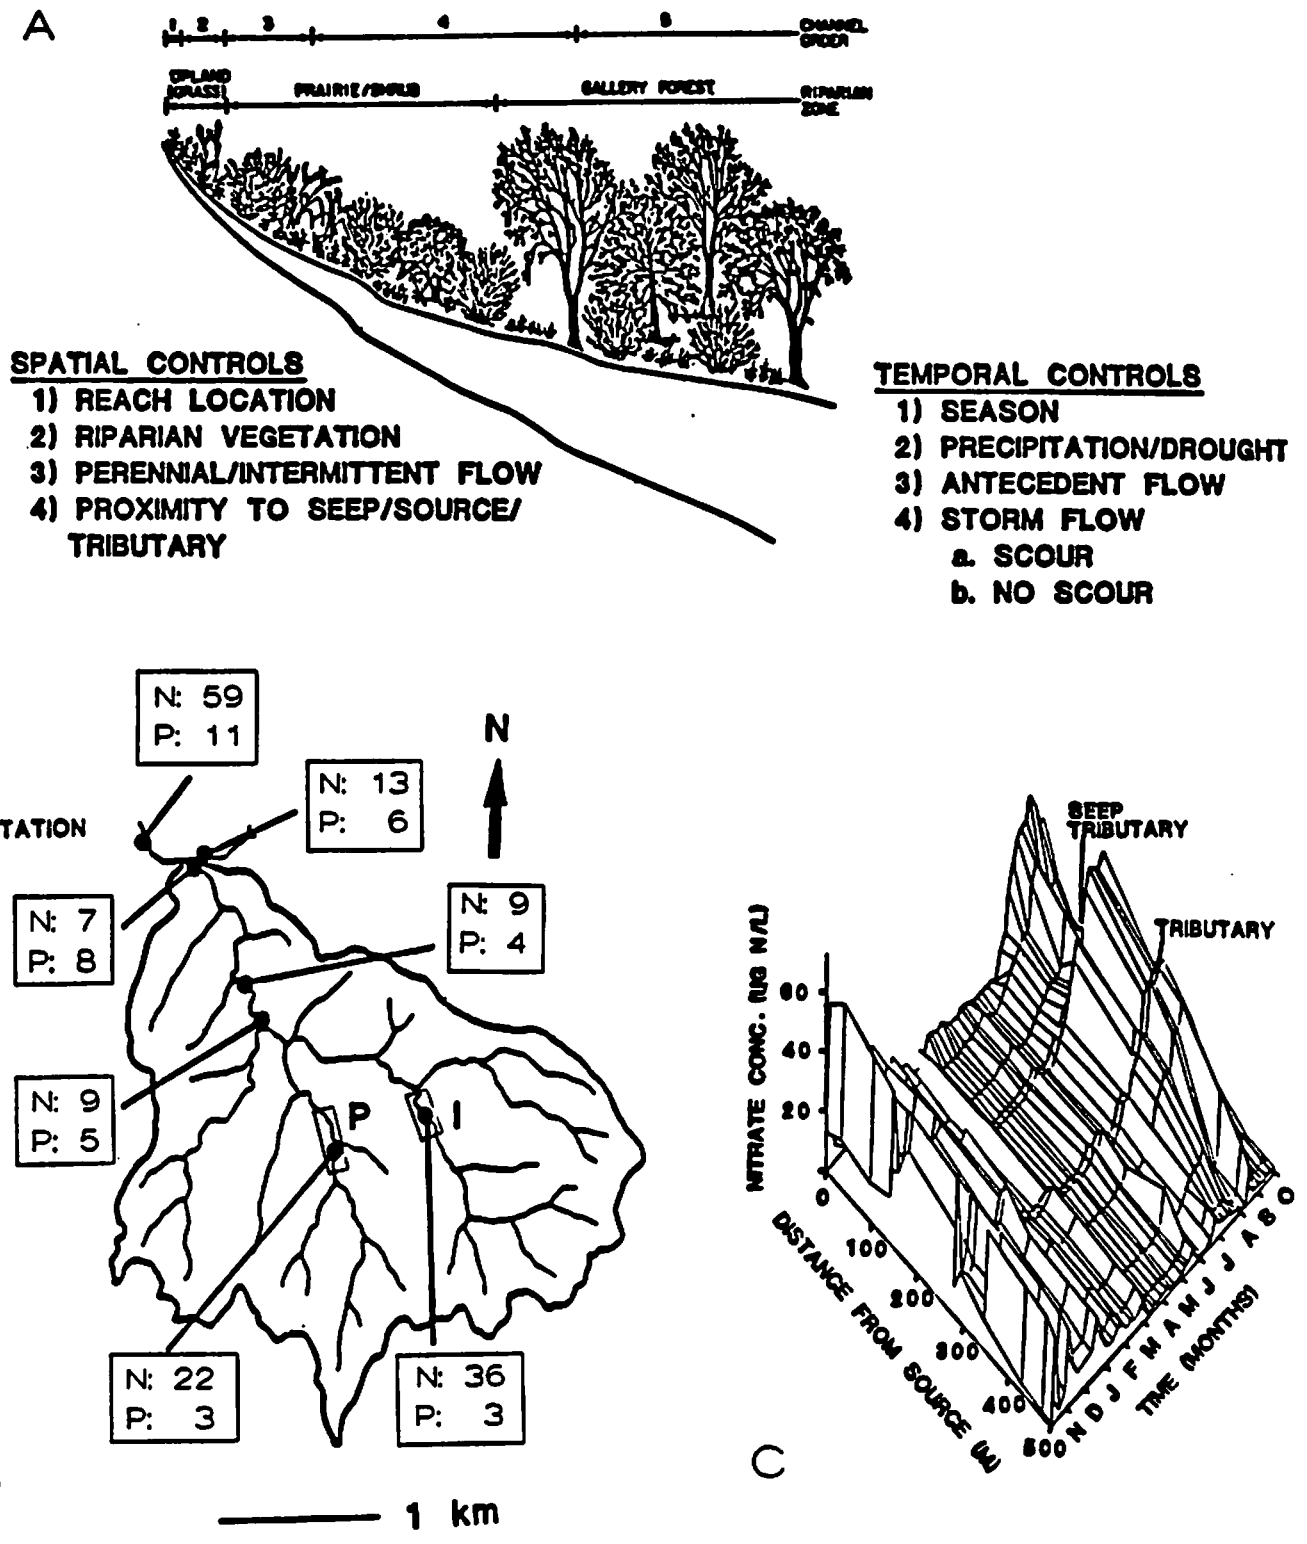 A
1 2 3 4 5 CHANNEL
ORDER
UPLAND
(GRASS) PRAIRIE/SHRUB GALLERY FOREST RIPARIAN
ZONE
SPATIAL CONTROLS
1) REACH LOCATION
2) RIPARIAN VEGETATION
3) PERENNIAL/INTERMITTENT FLOW
4) PROXIMITY TO SEEP/SOURCE/
TRIBUTARY
TEMPORAL CONTROLS
1) SEASON
2) PRECIPITATION/DROUGHT
3) ANTECEDENT FLOW
4) STORM FLOW
a. SCOUR
b. NO SCOUR
N: 59
P: 11
N: 13
P: 6
TATION
N: 7
P: 8
N: 9
P: 4
N: 9
P: 5
N: 22
P: 3
N: 36
P: 3
N
P
I
1 km
SEEP
TRIBUTARY
TRIBUTARY
NITRATE CONC. (UG N/L)
60
40
20
0
0
100
200
300
400
500
DISTANCE FROM SOURCE (M)
N D J F M A M J J A S O
TIME (MONTHS)
C